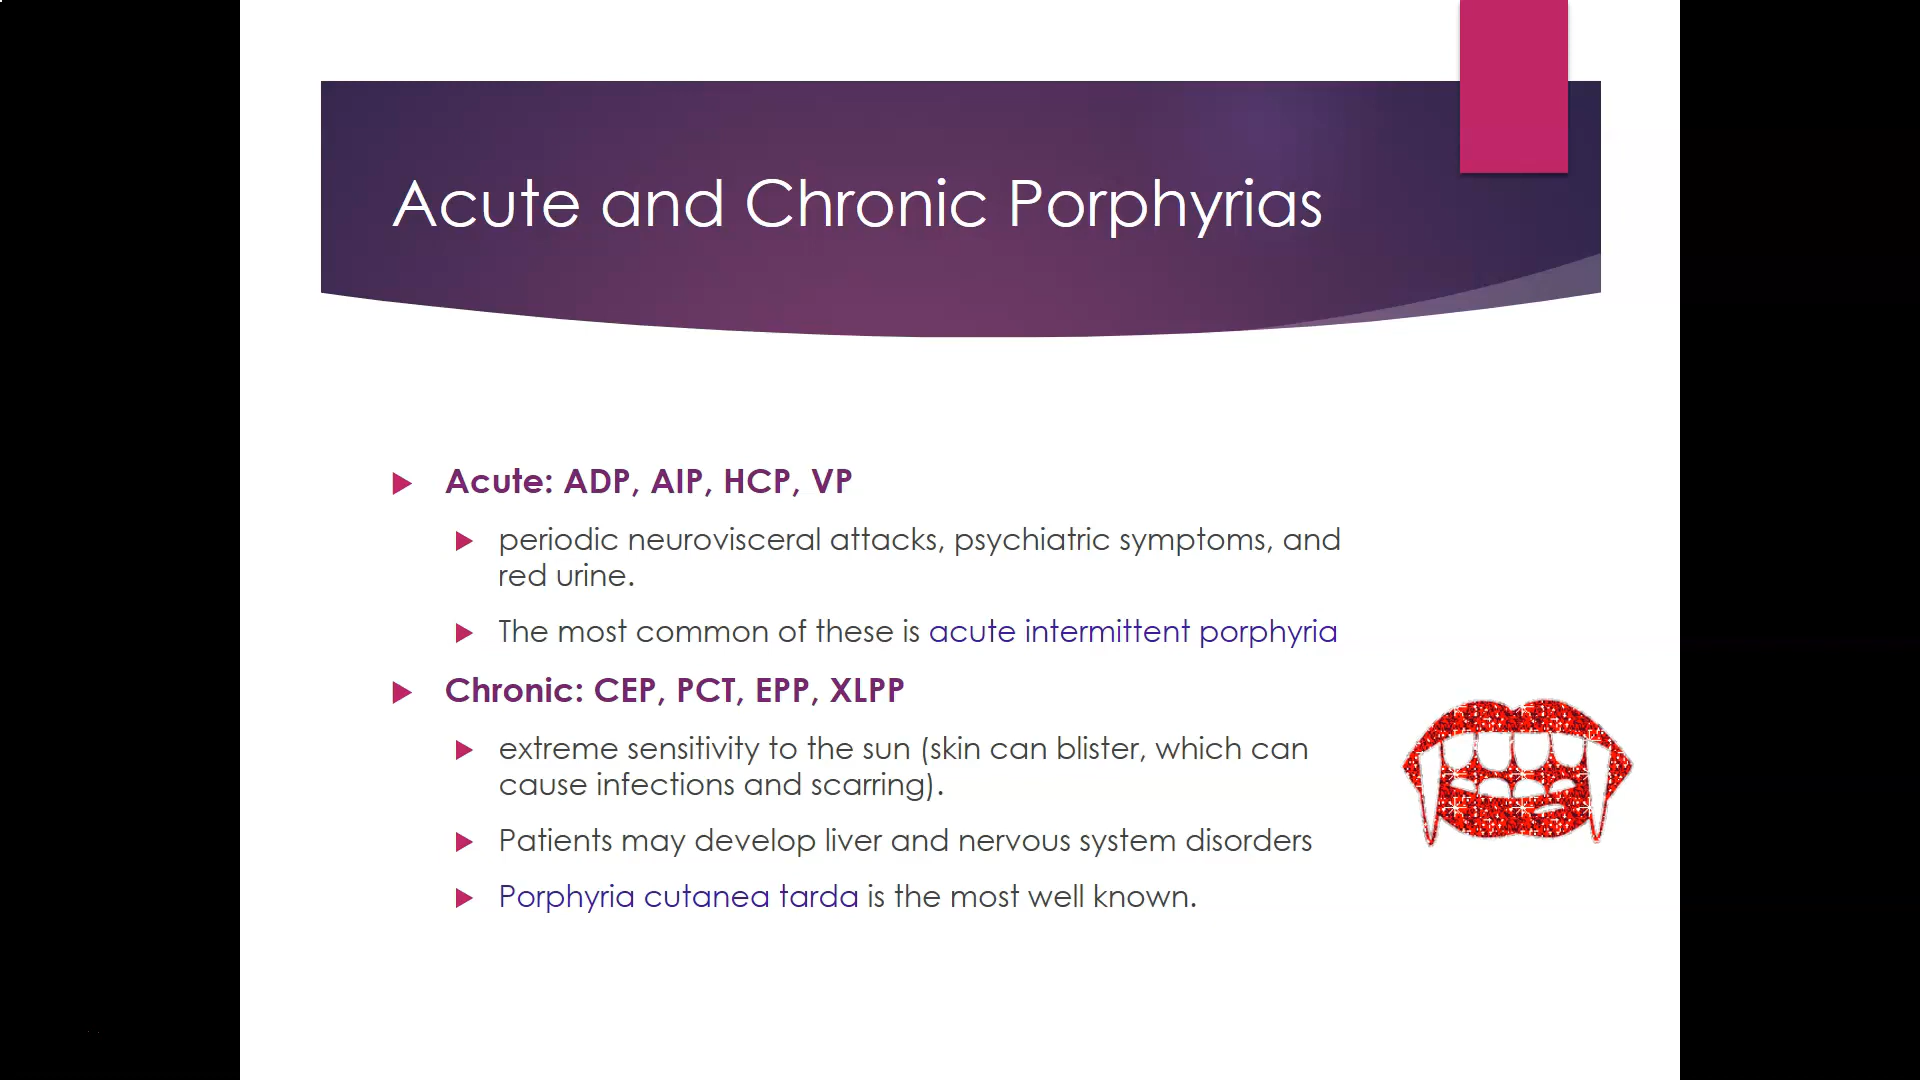 Acute and Chronic Porphyrias
Acute: ADP, AIP, HCP, VP
periodic neurovisceral attacks, psychiatric symptoms, and
red urine.
The most common of these is acute intermittent porphyria
Chronic: CEP, PCT, EPP, XLPP
extreme sensitivity to the sun (skin can blister, which can
cause infections and scarring).
Patients may develop liver and nervous system disorders
Porphyria cutanea tarda is the most well known.